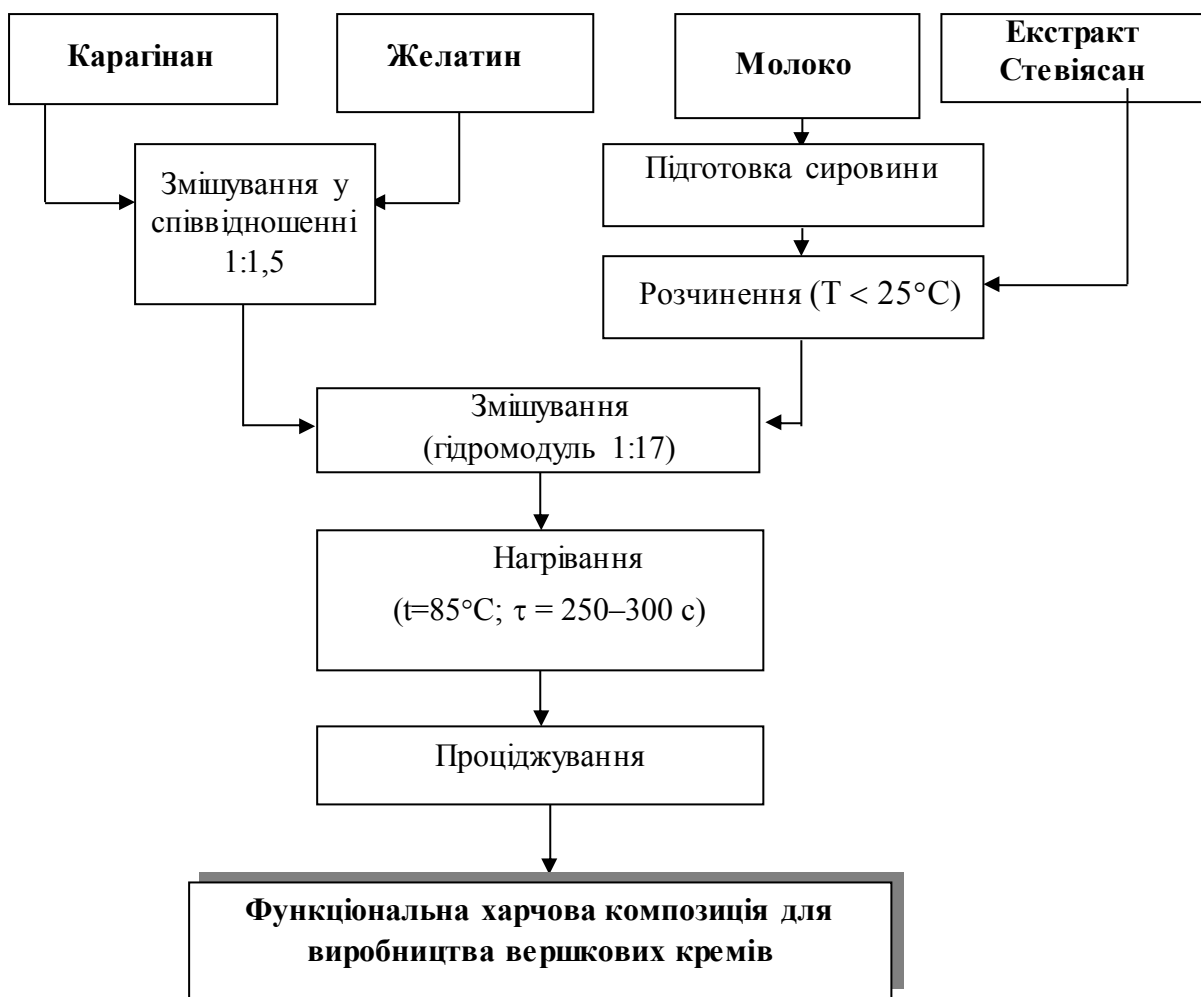 Карагінан
Желатин
Молоко
Екстракт
Стевіясан
Змішування у
співвідношенні
1:1,5
Підготовка сировини
Розчинення (T < 25°C)
Змішування
(гідромодуль 1:17)
Нагрівання
(t=85°C; τ = 250–300 с)
Проціджування
Функціональна харчова композиція для
виробництва вершкових кремів